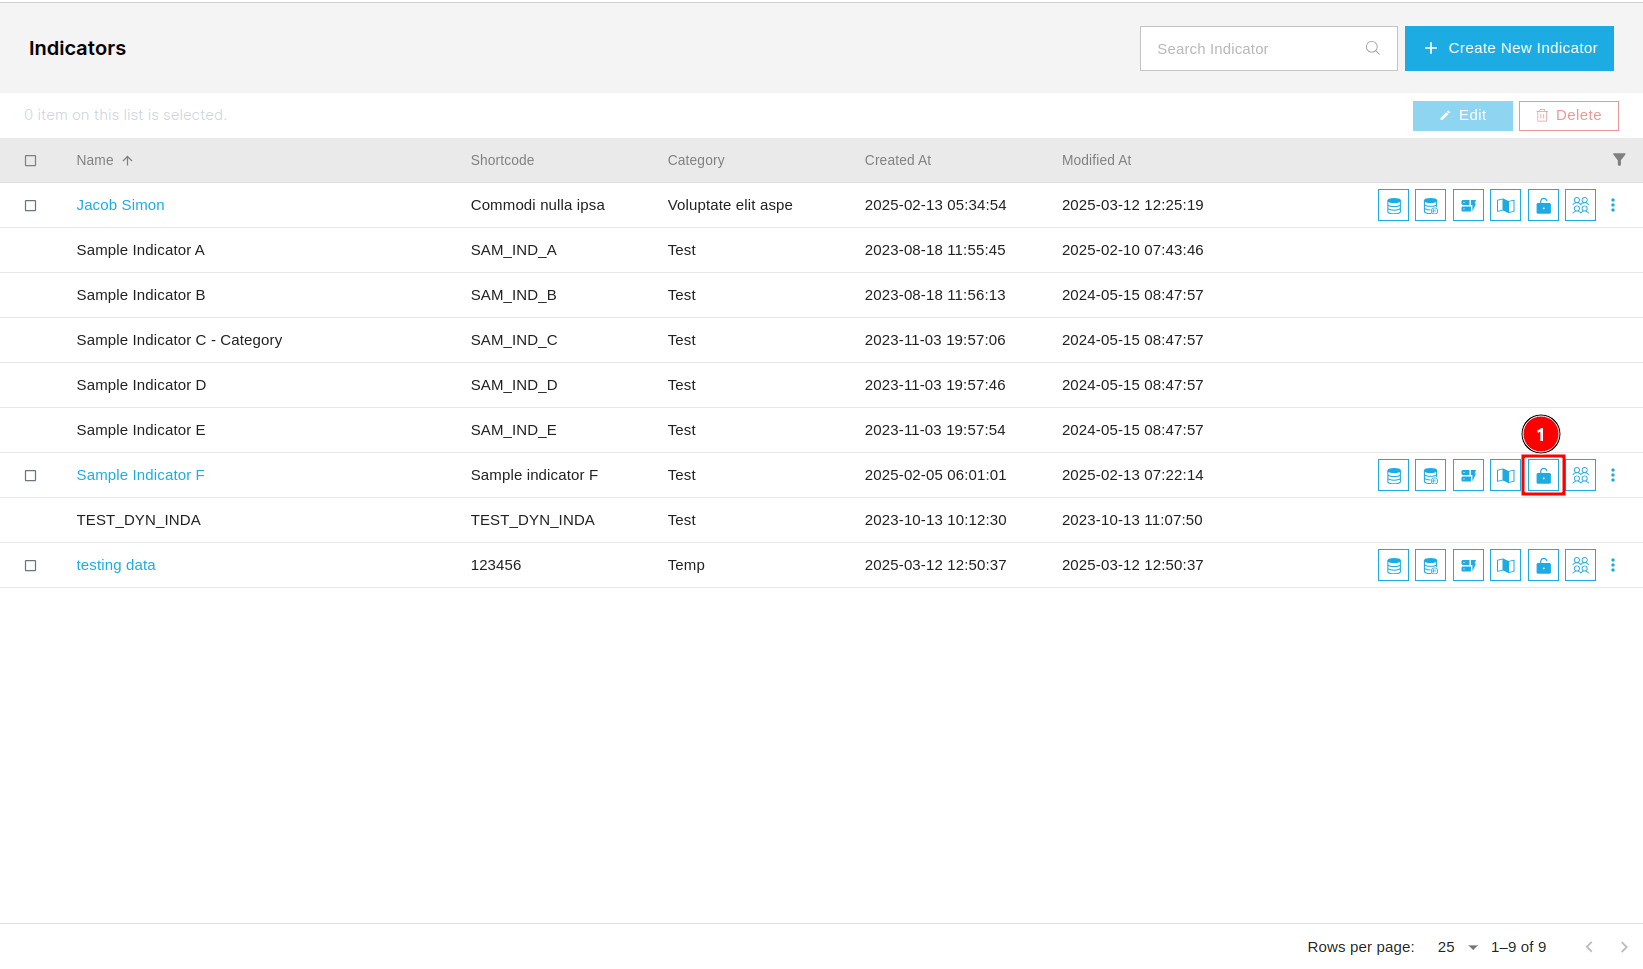 Indicators
Search Indicator
Create New Indicator
0 item on this list is selected.
Edit
Delete
Name Shortcode Category Created At Modified At
Jacob Simon Commodi nulla ipsa Voluptate elit aspe 2025-02-13 05:34:54 2025-03-12 12:25:19
Sample Indicator A SAM_IND_A Test 2023-08-18 11:55:45 2025-02-10 07:43:46
Sample Indicator B SAM_IND_B Test 2023-08-18 11:56:13 2024-05-15 08:47:57
Sample Indicator C - Category SAM_IND_C Test 2023-11-03 19:57:06 2024-05-15 08:47:57
Sample Indicator D SAM_IND_D Test 2023-11-03 19:57:46 2024-05-15 08:47:57
Sample Indicator E SAM_IND_E Test 2023-11-03 19:57:54 2024-05-15 08:47:57
1
Sample Indicator F Sample indicator F Test 2025-02-05 06:01:01 2025-02-13 07:22:14
TEST_DYN_INDA TEST_DYN_INDA Test 2023-10-13 10:12:30 2023-10-13 11:07:50
testing data 123456 Temp 2025-03-12 12:50:37 2025-03-12 12:50:37
Rows per page: 25 1–9 of 9